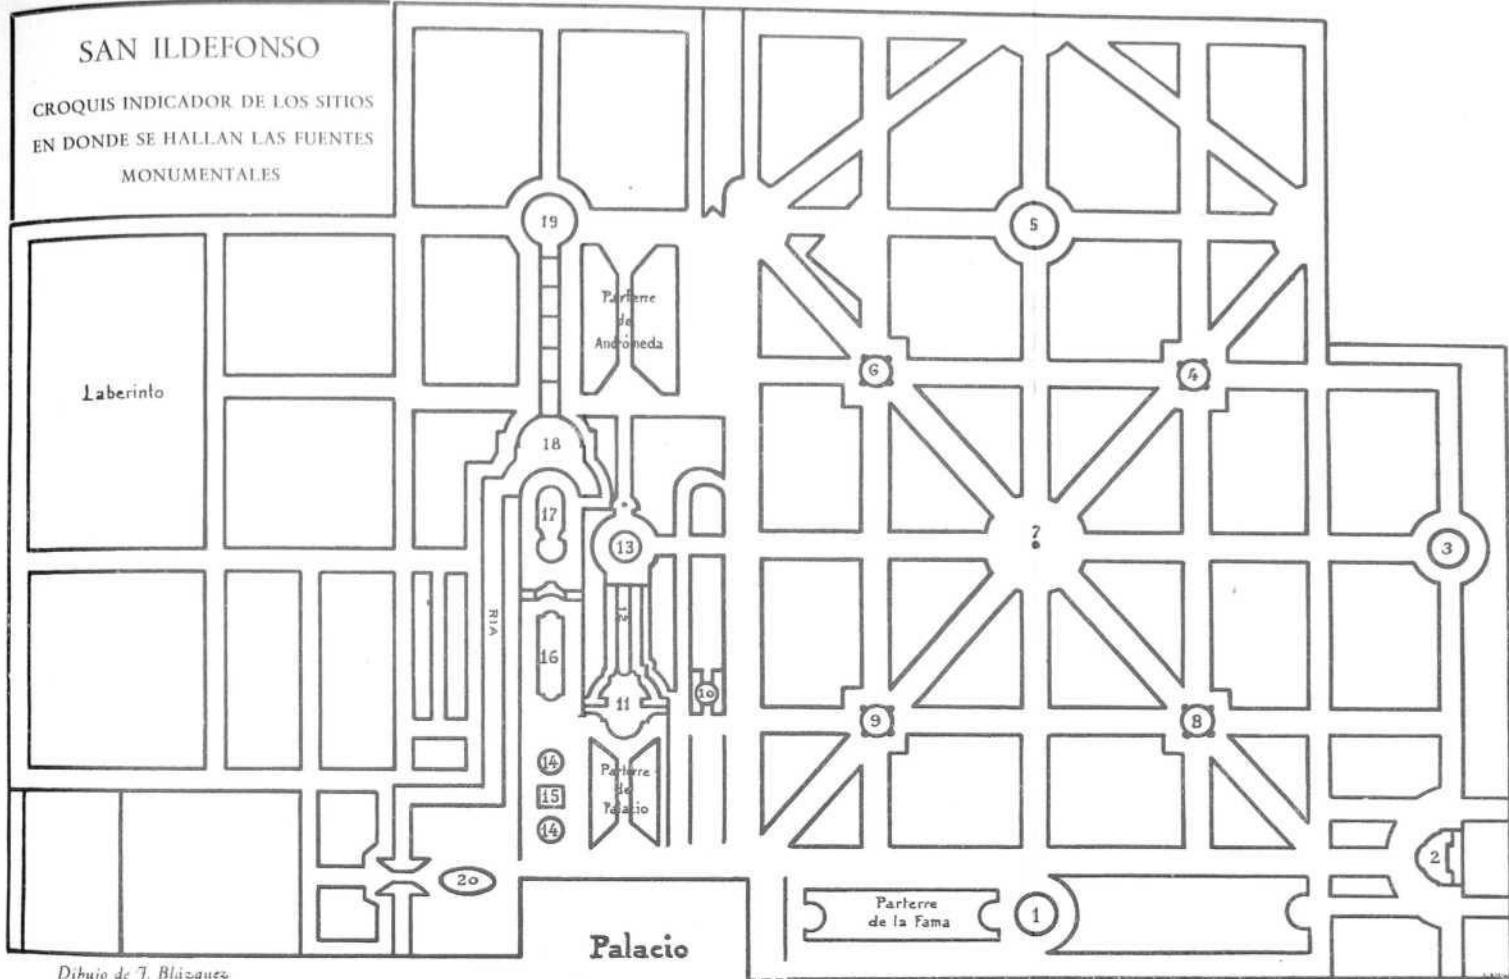 SAN ILDEFONSO
CROQUIS INDICADOR DE LOS SITIOS
EN DONDE SE HALLAN LAS FUENTES
MONUMENTALES
19
5
Parterre
de
Andrómeda
6
4
Laberinto
18
17
13
7
3
RIA
12
16
10
11
9
8
14
15
14
Parterre
de
Palacio
2
20
Parterre
de la Fama
1
Palacio
Dibujo de J. Blázquez